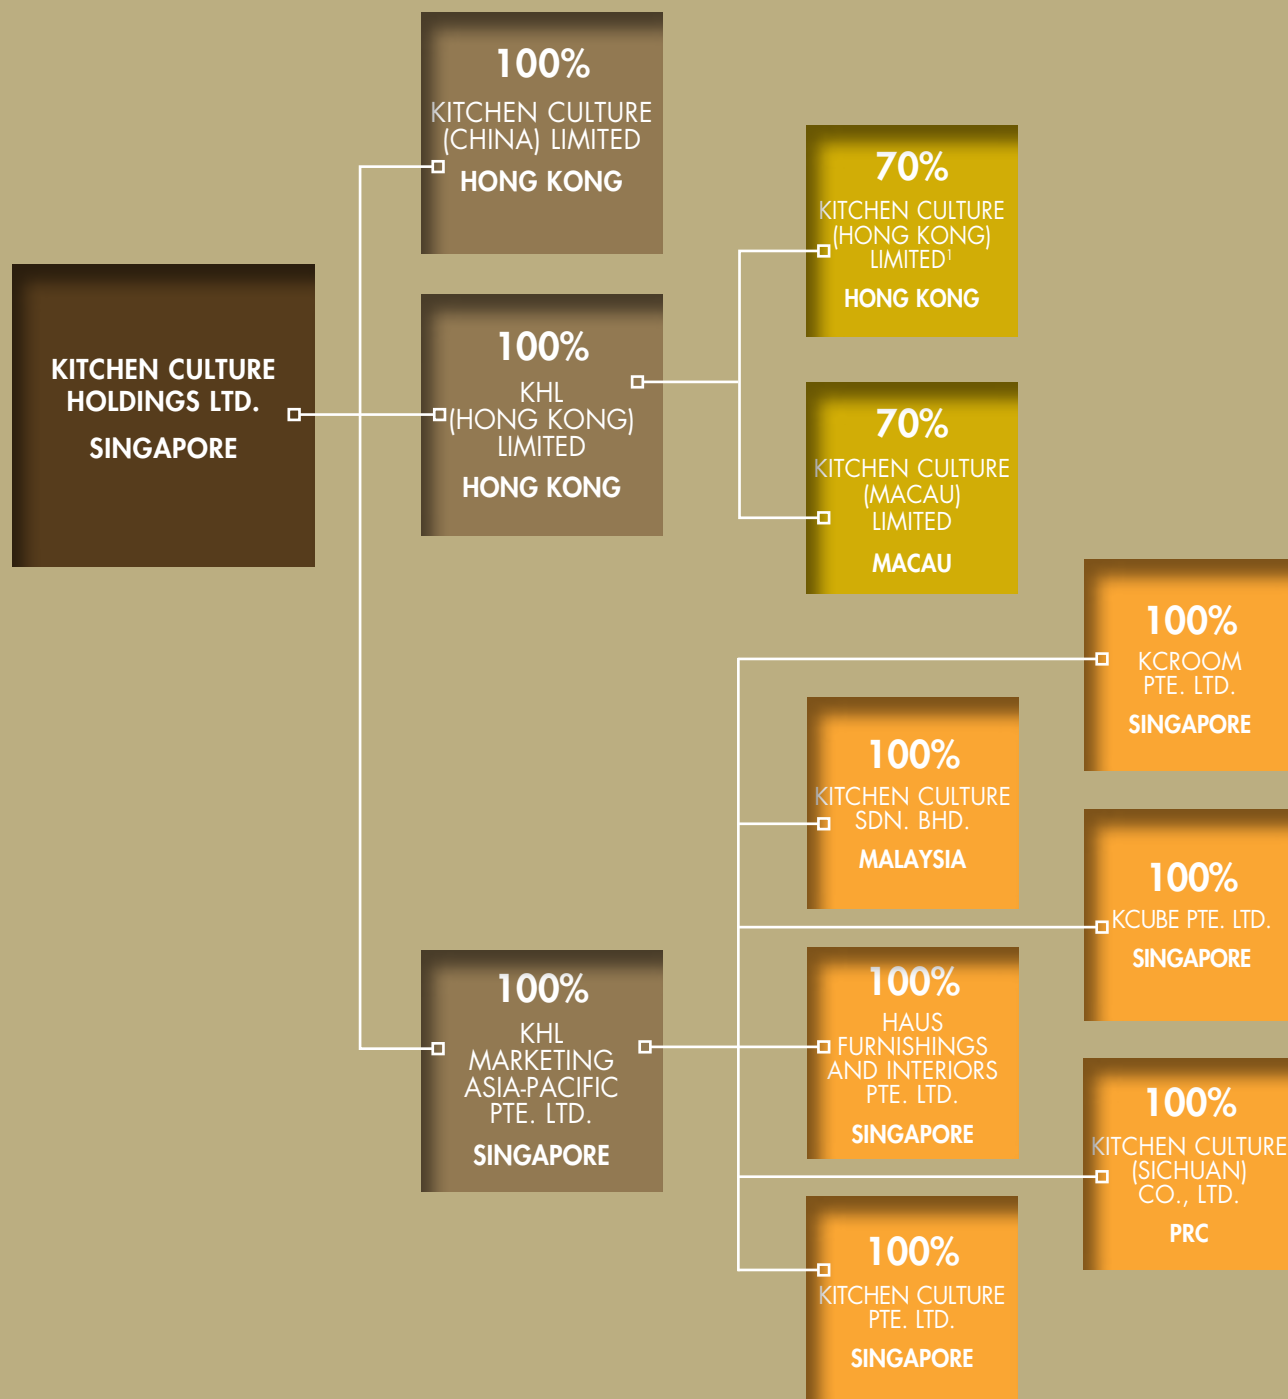 KITCHEN CULTURE
HOLDINGS LTD.
SINGAPORE
100%
KITCHEN CULTURE
(CHINA) LIMITED
HONG KONG
100%
KHL
(HONG KONG)
LIMITED
HONG KONG
70%
KITCHEN CULTURE
(HONG KONG)
LIMITED¹
HONG KONG
70%
KITCHEN CULTURE
(MACAU)
LIMITED
MACAU
100%
KHL
MARKETING
ASIA-PACIFIC
PTE. LTD.
SINGAPORE
100%
KCROOM
PTE. LTD.
SINGAPORE
100%
KITCHEN CULTURE
SDN. BHD.
MALAYSIA
100%
KCUBE PTE. LTD.
SINGAPORE
100%
HAUS
FURNISHINGS
AND INTERIORS
PTE. LTD.
SINGAPORE
100%
KITCHEN CULTURE
(SICHUAN)
CO., LTD.
PRC
100%
KITCHEN CULTURE
PTE. LTD.
SINGAPORE